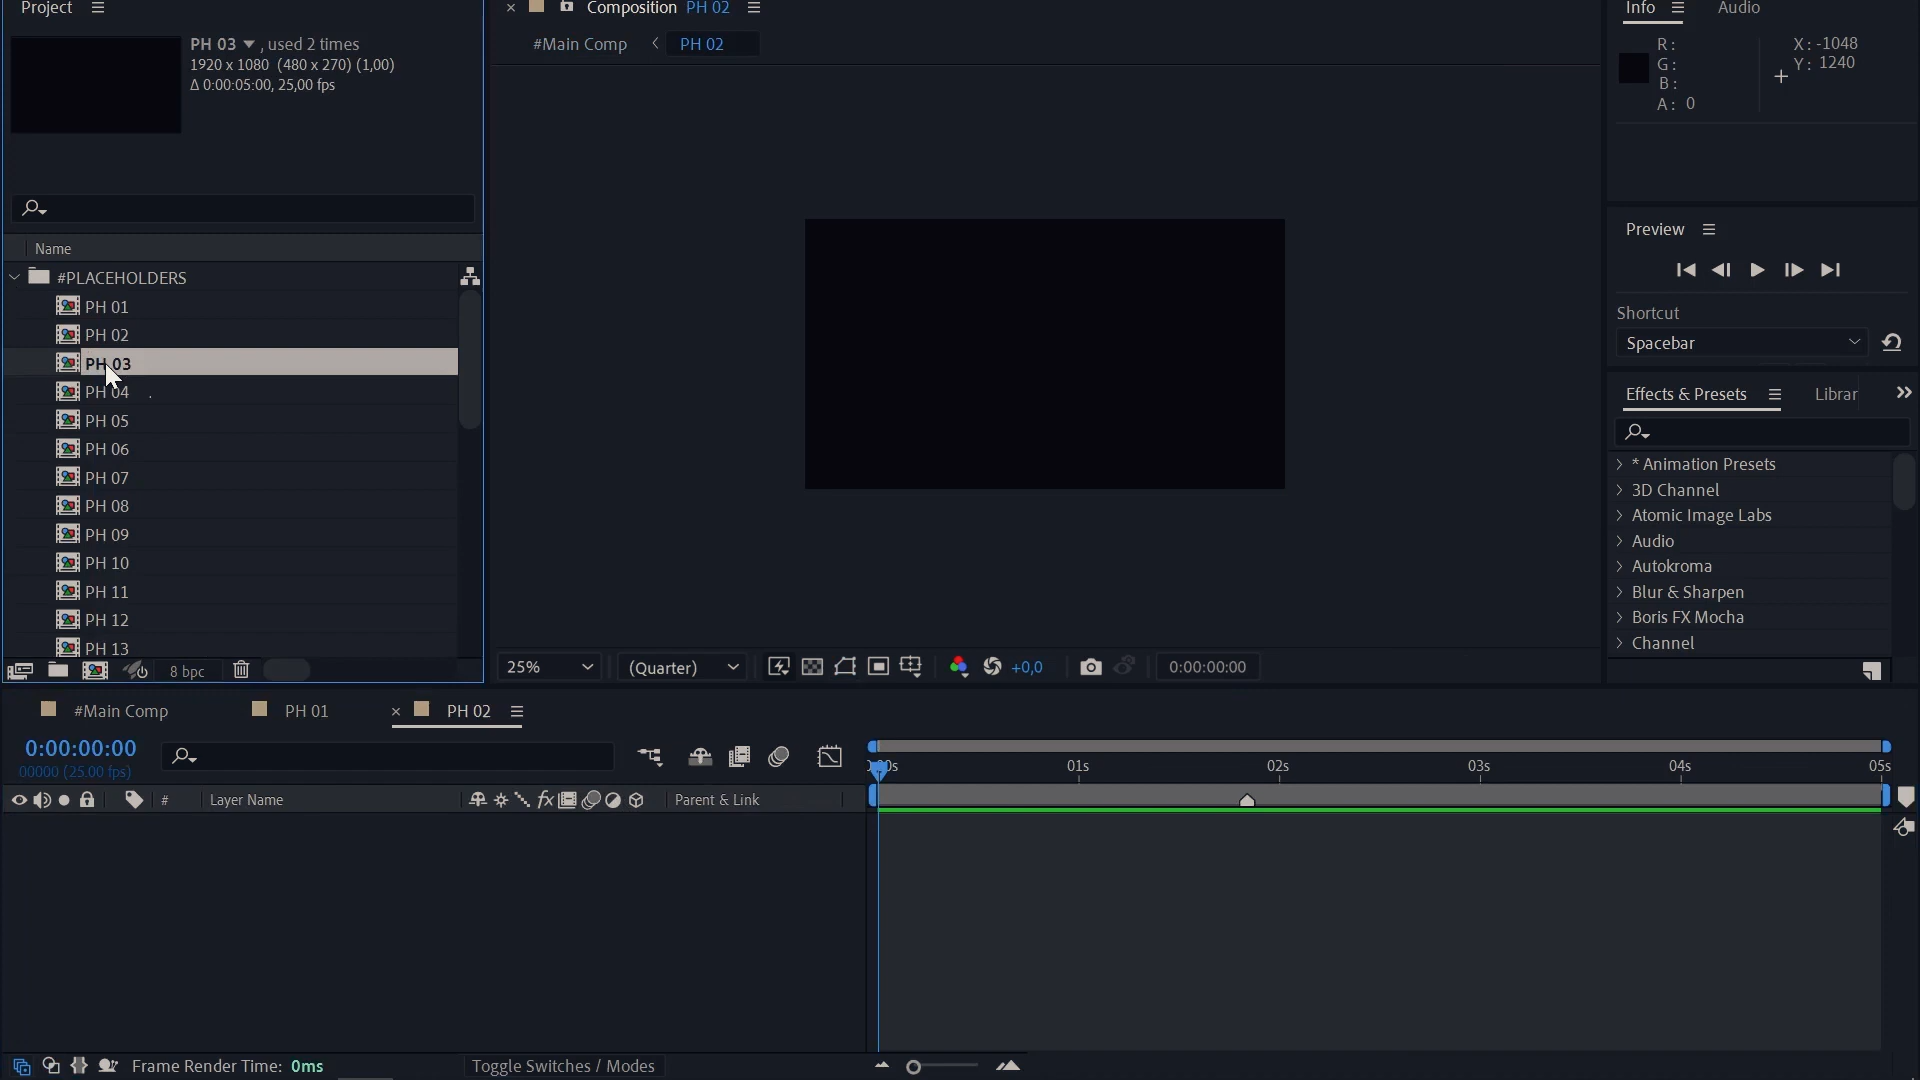 Project
PH 03 , used 2 times
1920 x 1080 (480 x 270) (1,00)
Δ 0:00:05:00, 25,00 fps
Name
#PLACEHOLDERS
PH 01
PH 02
PH 03
PH 04
PH 05
PH 06
PH 07
PH 08
PH 09
PH 10
PH 11
PH 12
PH 13
8 bpc
Composition PH 02
#Main Comp
PH 02
25%
(Quarter)
+0,0
0:00:00:00
Info
Audio
R :
G :
B :
A : 0
X : -1048
Y : 1240
Preview
Shortcut
Spacebar
Effects & Presets
Librar
* Animation Presets
3D Channel
Atomic Image Labs
Audio
Autokroma
Blur & Sharpen
Boris FX Mocha
Channel
#Main Comp
PH 01
PH 02
0:00:00:00
00000 (25.00 fps)
#
Layer Name
fx
Parent & Link
01s
02s
03s
04s
05s
Frame Render Time: 0ms
Toggle Switches / Modes